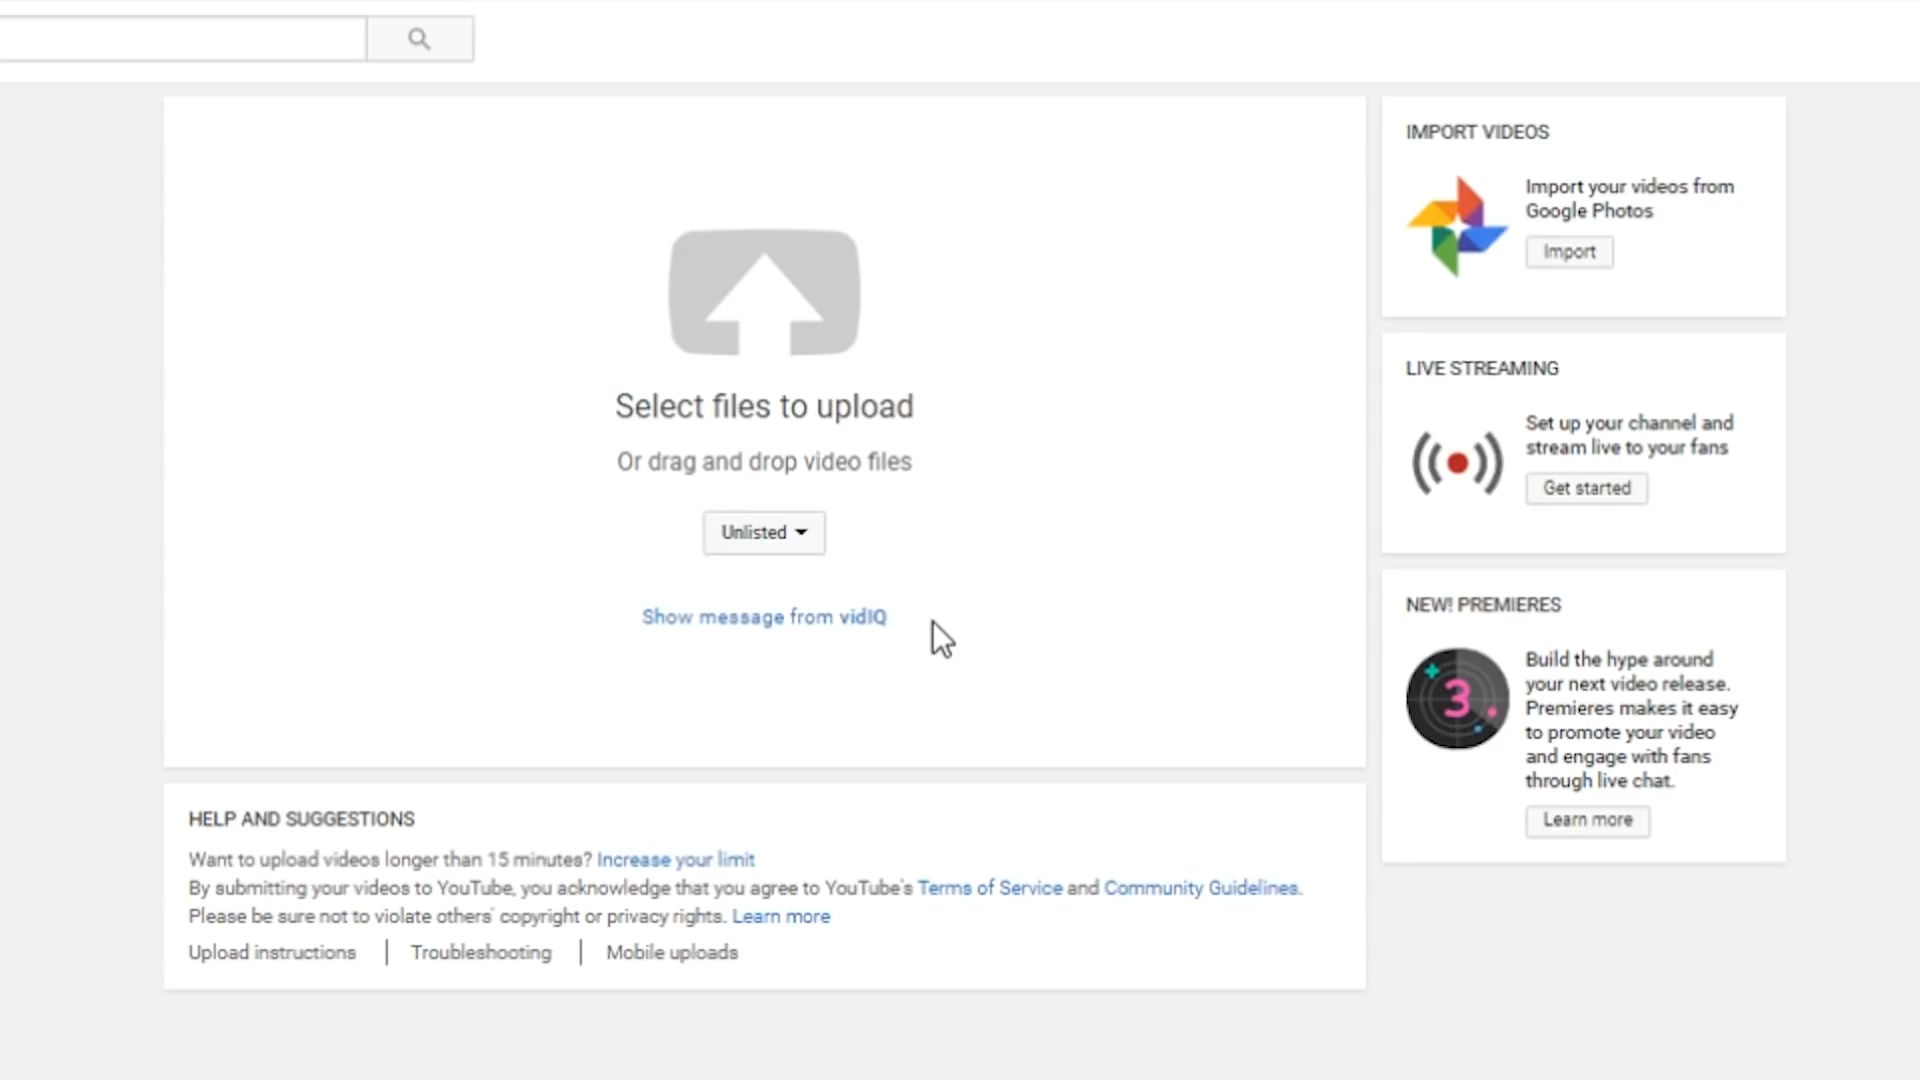 Select files to upload
Or drag and drop video files
Unlisted
Show message from vidIQ
HELP AND SUGGESTIONS
Want to upload videos longer than 15 minutes? Increase your limit
By submitting your videos to YouTube, you acknowledge that you agree to YouTube's Terms of Service and Community Guidelines.
Please be sure not to violate others' copyright or privacy rights. Learn more
Upload instructions | Troubleshooting | Mobile uploads
IMPORT VIDEOS
Import your videos from
Google Photos
Import
LIVE STREAMING
Set up your channel and
stream live to your fans
Get started
NEW! PREMIERES
3
Build the hype around
your next video release.
Premieres makes it easy
to promote your video
and engage with fans
through live chat.
Learn more